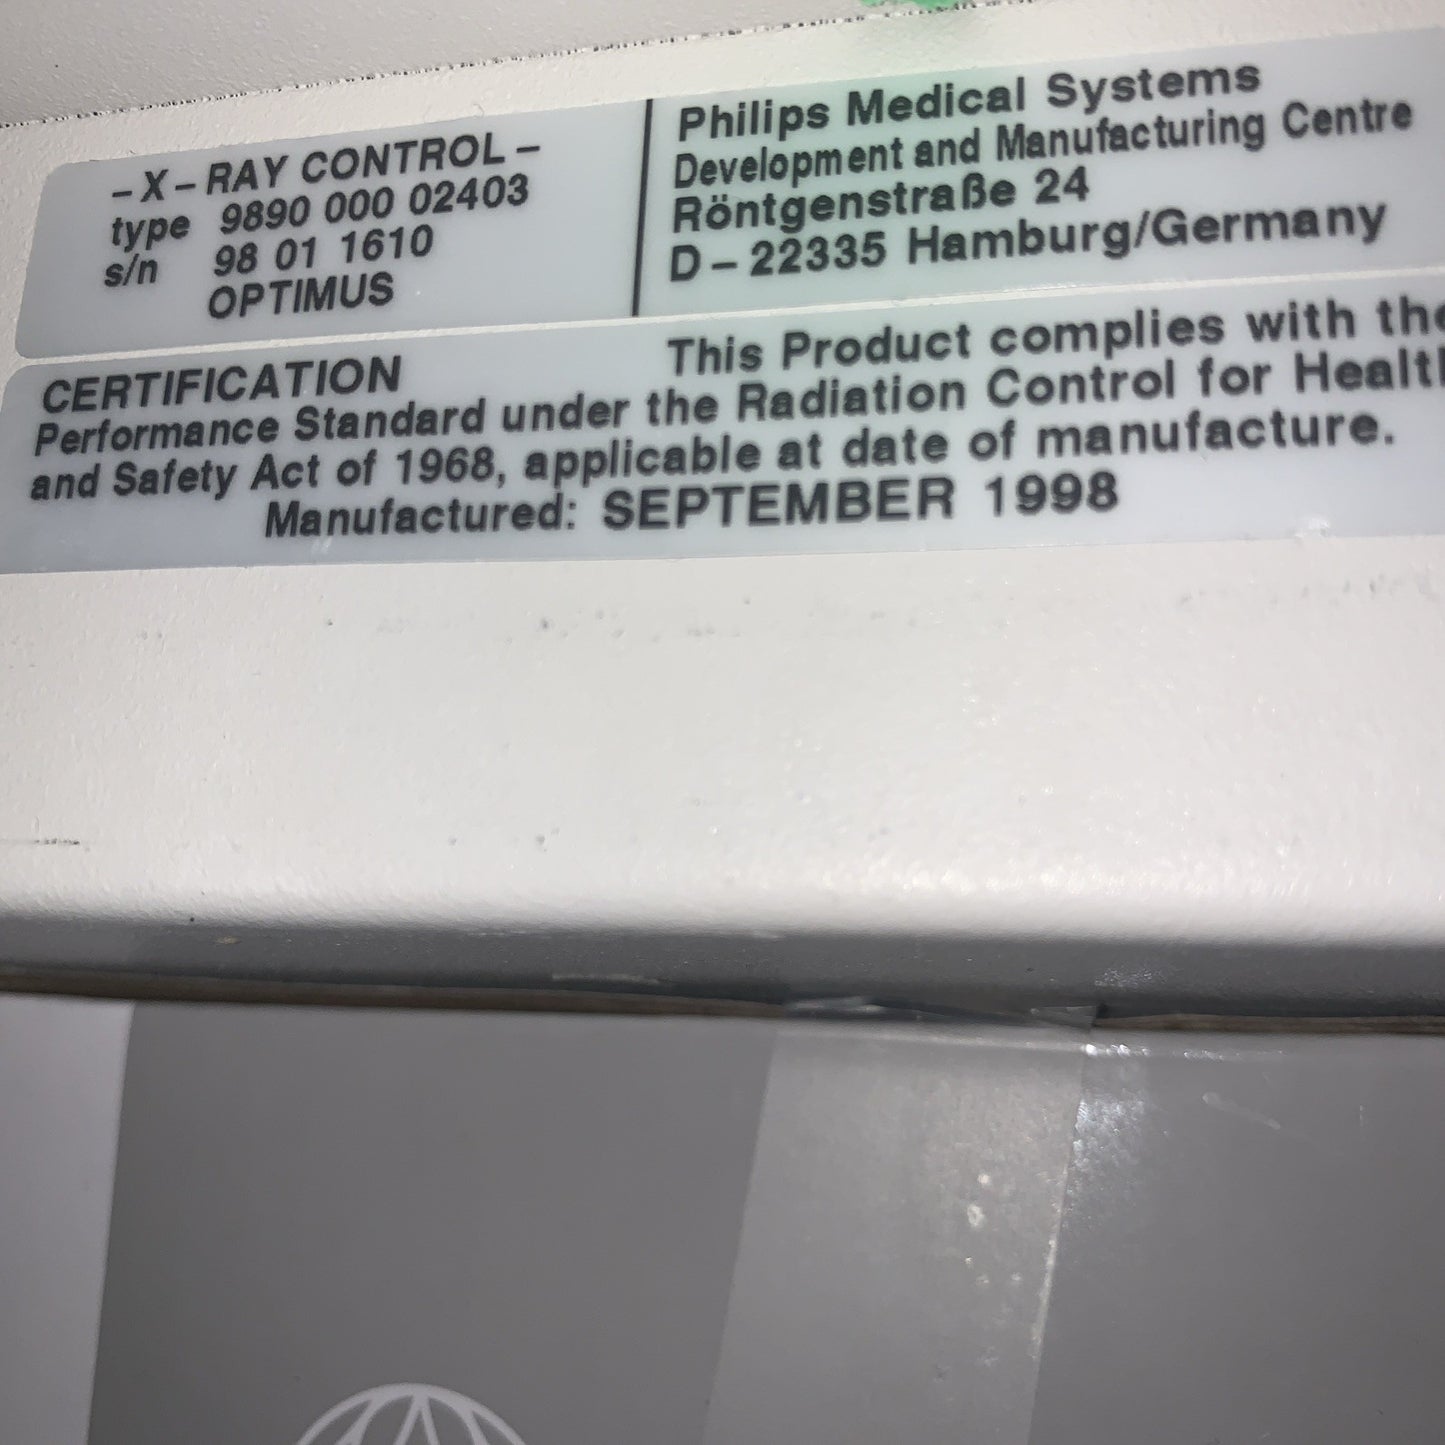 -X-RAY CONTROL-
type 9890 000 02403
s/n 98 01 1610
OPTIMUS
Philips Medical Systems
Development and Manufacturing Centre
Röntgenstraße 24
D-22335 Hamburg/Germany
CERTIFICATION This Product complies with the
Performance Standard under the Radiation Control for Health
and Safety Act of 1968, applicable at date of manufacture.
Manufactured: SEPTEMBER 1998